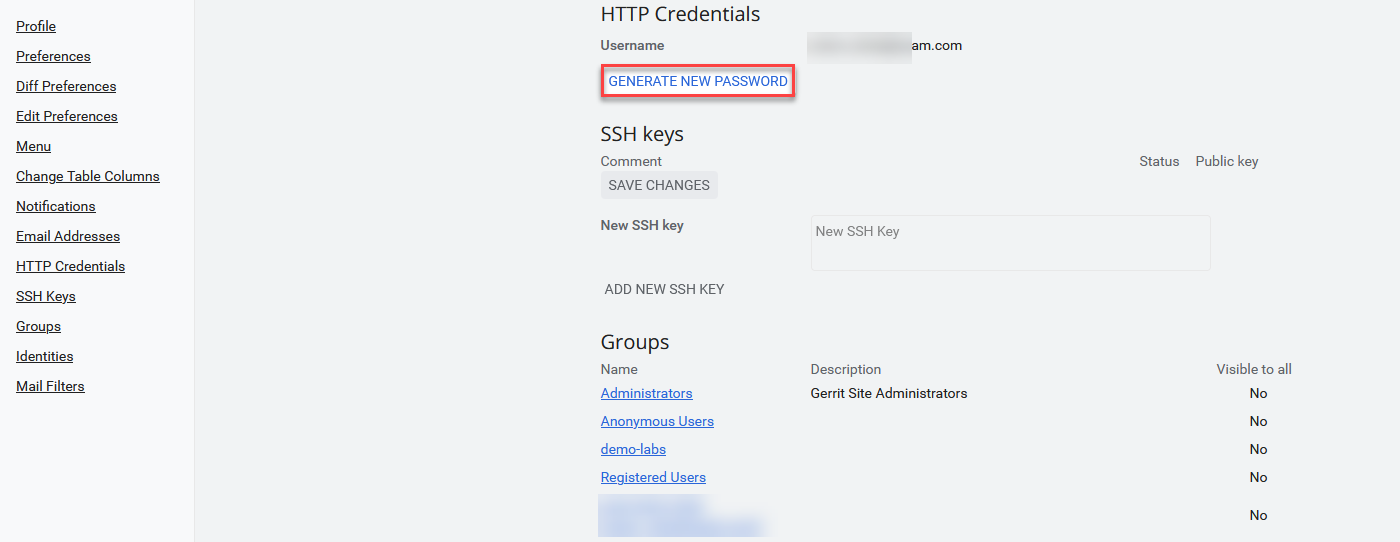 Profile
Preferences
Diff Preferences
Edit Preferences
Menu
Change Table Columns
Notifications
Email Addresses
HTTP Credentials
SSH Keys
Groups
Identities
Mail Filters
HTTP Credentials
Username am.com
GENERATE NEW PASSWORD
SSH keys
Comment Status Public key
SAVE CHANGES
New SSH key New SSH Key
ADD NEW SSH KEY
Groups
Name Description Visible to all
Administrators Gerrit Site Administrators No
Anonymous Users No
demo-labs No
Registered Users No
No